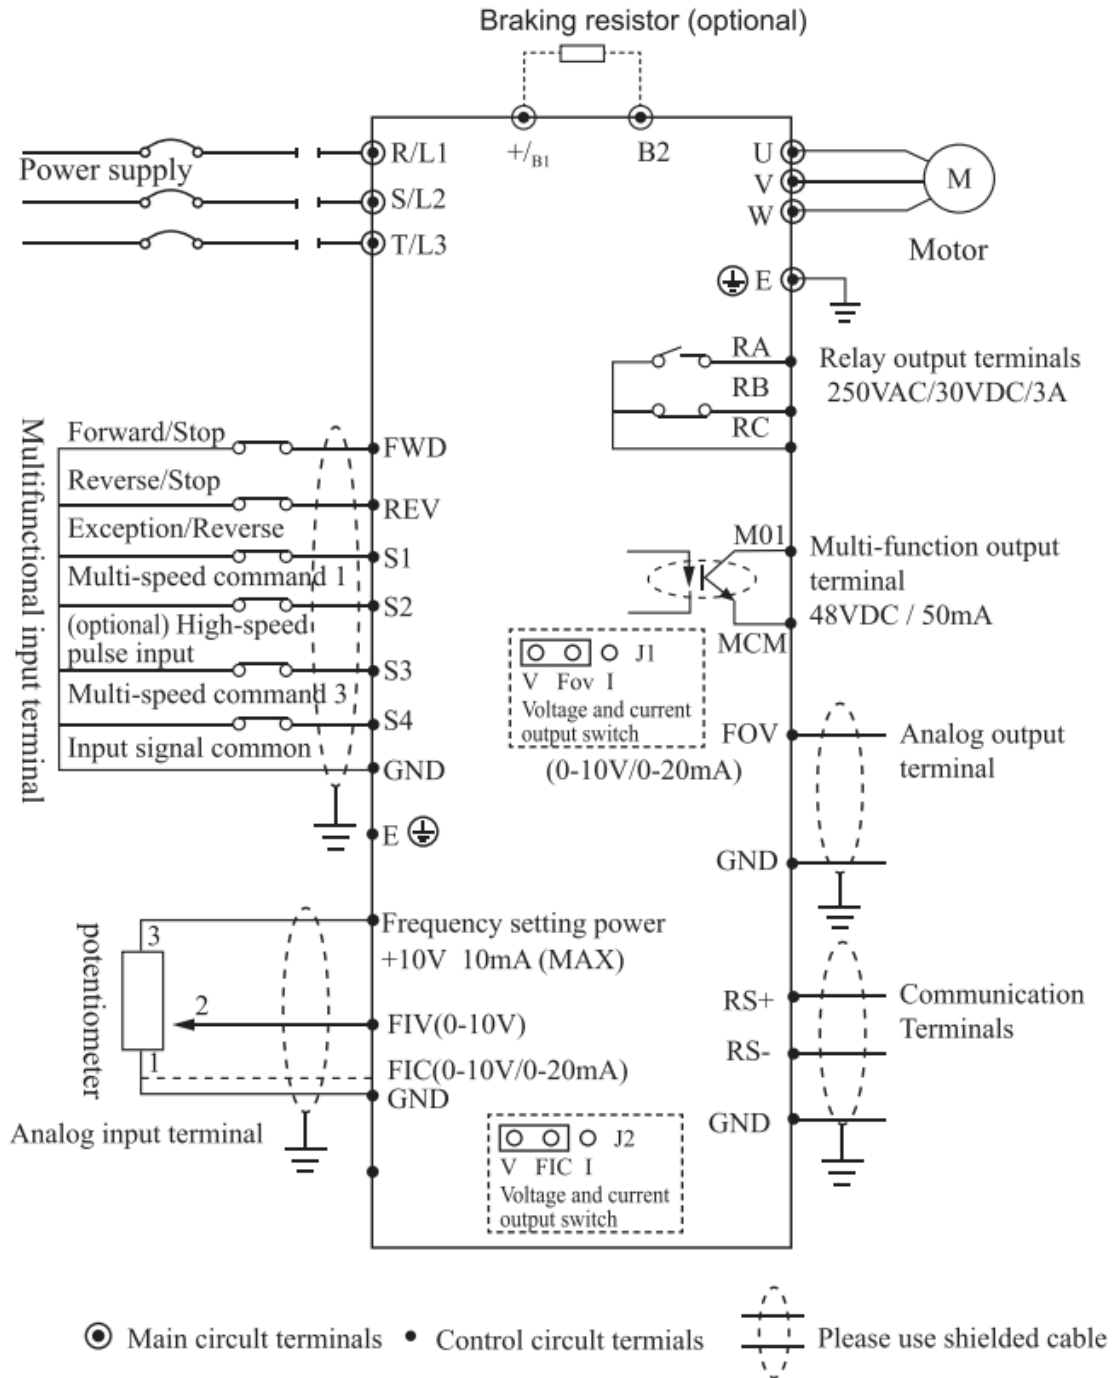 Braking resistor (optional)
R/L1
+/B1
B2
U
Power supply
V
M
S/L2
W
T/L3
Motor
E
RA
Relay output terminals
RB
250VAC/30VDC/3A
RC
Multifunctional input terminal
Forward/Stop
FWD
Reverse/Stop
REV
Exception/Reverse
S1
Multi-speed command 1
S2
(optional) High-speed
pulse input
S3
Multi-speed command 3
S4
Input signal common
GND
E
M01
Multi-function output
terminal
48VDC / 50mA
MCM
J1
V Fov I
Voltage and current
output switch
(0-10V/0-20mA)
FOV
Analog output
terminal
GND
potentiometer
3
2
1
Frequency setting power
+10V 10mA (MAX)
FIV(0-10V)
FIC(0-10V/0-20mA)
GND
Analog input terminal
RS+
Communication
Terminals
RS-
GND
J2
V FIC I
Voltage and current
output switch
Main circult terminals
Control circult termials
Please use shielded cable